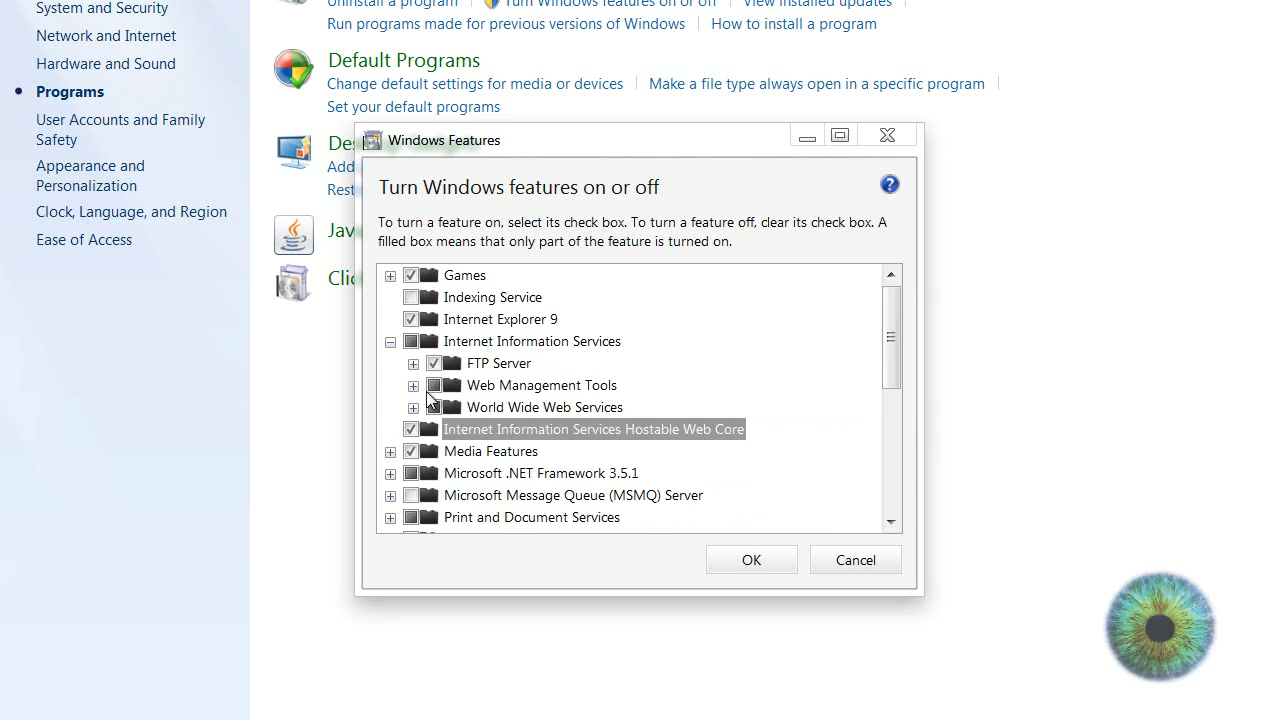 System and Security
Network and Internet
Hardware and Sound
Programs
User Accounts and Family
Safety
Appearance and
Personalization
Clock, Language, and Region
Ease of Access
Uninstall a program
Turn Windows features on or off
View installed updates
Run programs made for previous versions of Windows
How to install a program
Default Programs
Change default settings for media or devices
Make a file type always open in a specific program
Set your default programs
Windows Features
Turn Windows features on or off
To turn a feature on, select its check box. To turn a feature off, clear its check box. A
filled box means that only part of the feature is turned on.
Games
Indexing Service
Internet Explorer 9
Internet Information Services
FTP Server
Web Management Tools
World Wide Web Services
Internet Information Services Hostable Web Core
Media Features
Microsoft .NET Framework 3.5.1
Microsoft Message Queue (MSMQ) Server
Print and Document Services
OK
Cancel